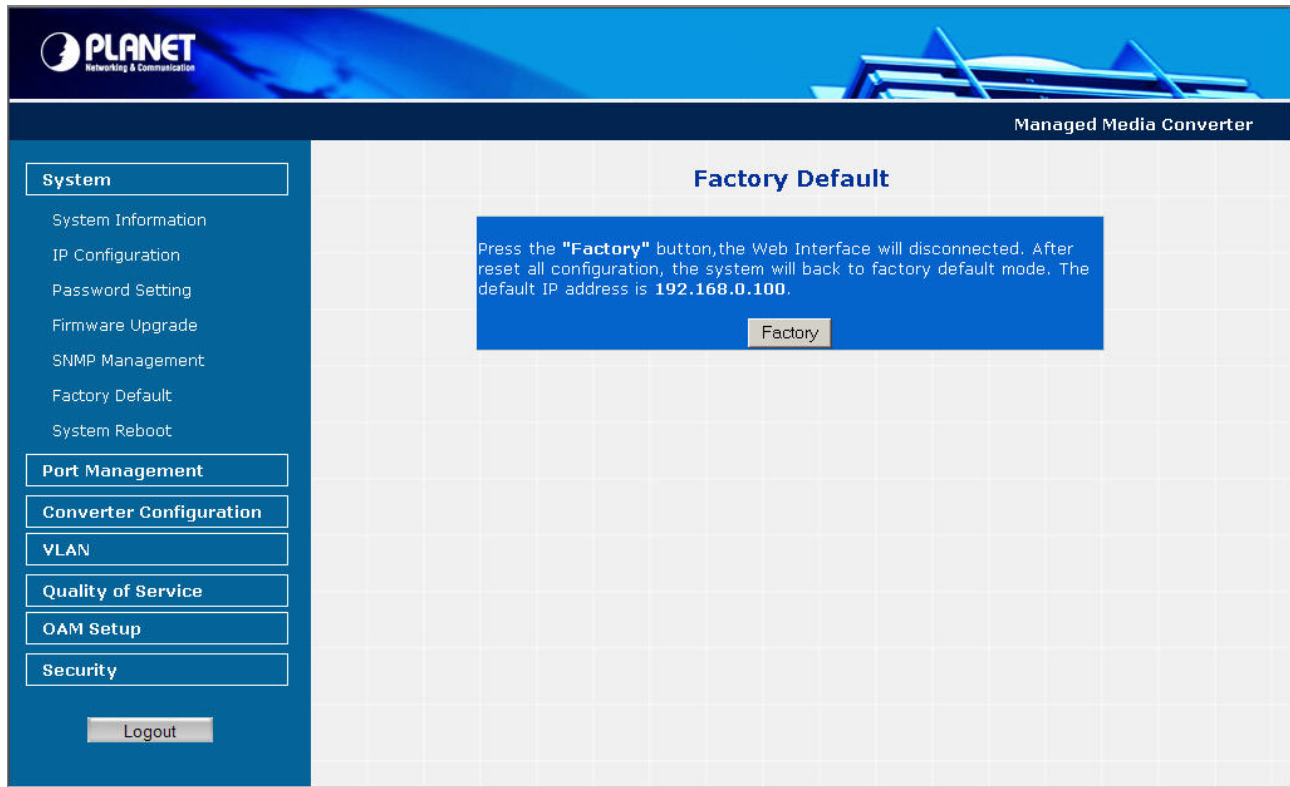 PLANET
Networking & Communication
Managed Media Converter
System
System Information
IP Configuration
Password Setting
Firmware Upgrade
SNMP Management
Factory Default
System Reboot
Port Management
Converter Configuration
VLAN
Quality of Service
OAM Setup
Security
Logout
Factory Default
Press the "Factory" button,the Web Interface will disconnected. After
reset all configuration, the system will back to factory default mode. The
default IP address is 192.168.0.100.
Factory